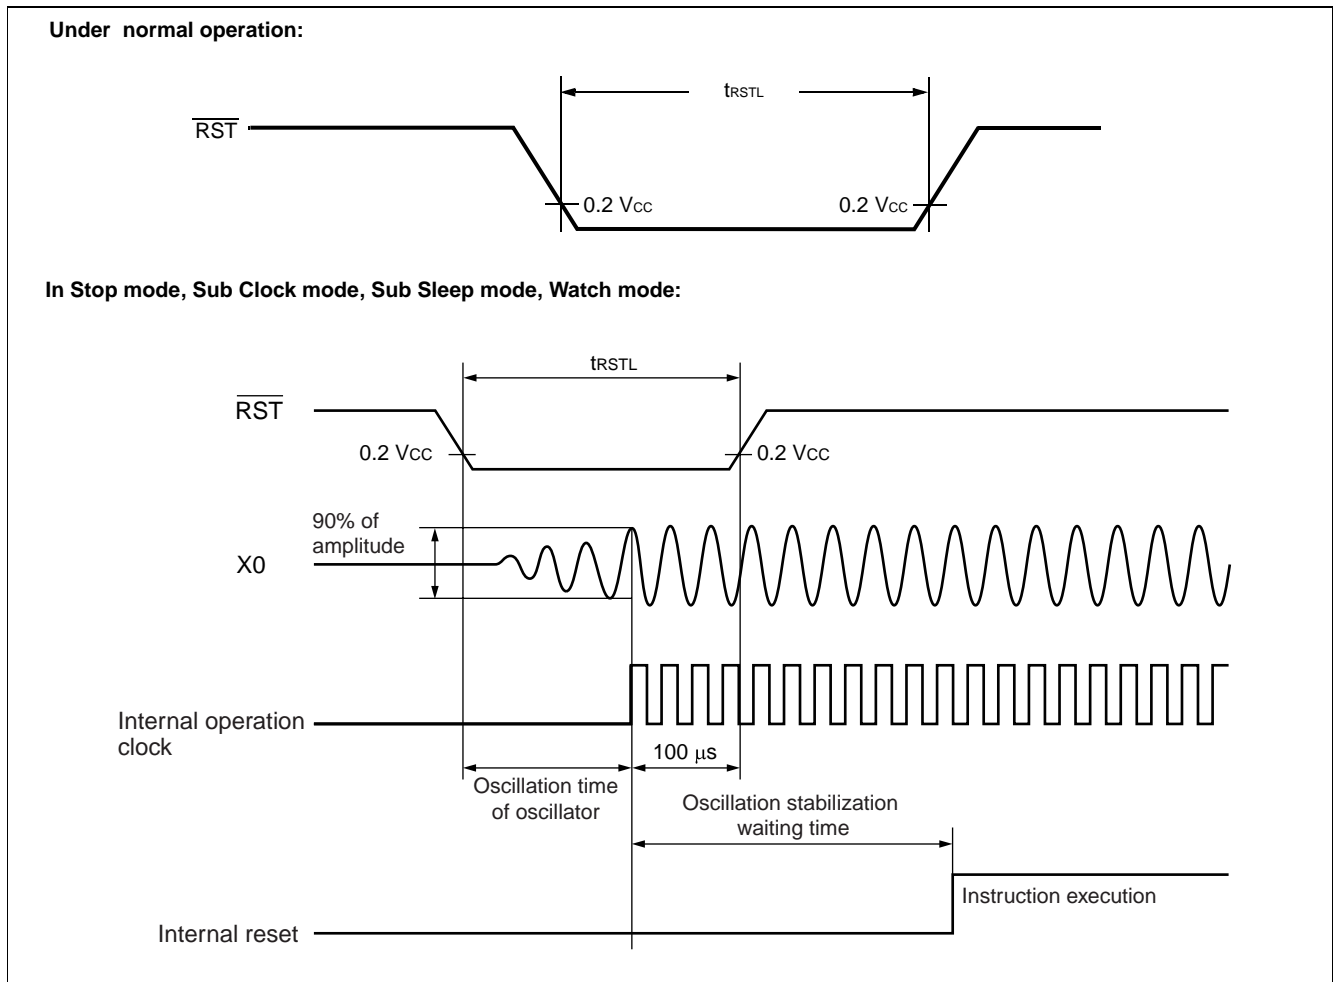 Under normal operation:
tRSTL
RST
0.2 VCC
0.2 VCC
In Stop mode, Sub Clock mode, Sub Sleep mode, Watch mode:
tRSTL
RST
0.2 VCC
0.2 VCC
90% of
amplitude
X0
Internal operation
clock
100 μs
Oscillation time
of oscillator
Oscillation stabilization
waiting time
Instruction execution
Internal reset